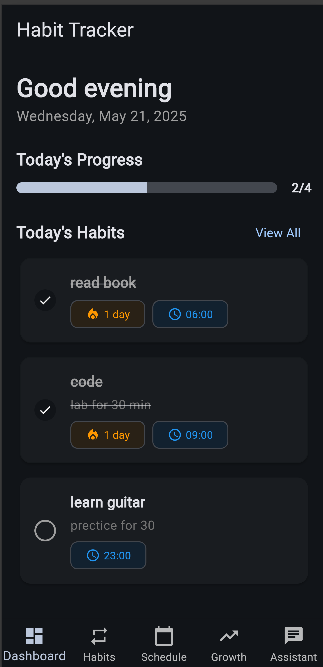 Habit Tracker
Good evening
Wednesday, May 21, 2025
Today's Progress
2/4
Today's Habits
View All
read book
1 day
06:00
code
lab for 30 min
1 day
09:00
learn guitar
prectice for 30
23:00
Dashboard
Habits
Schedule
Growth
Assistant